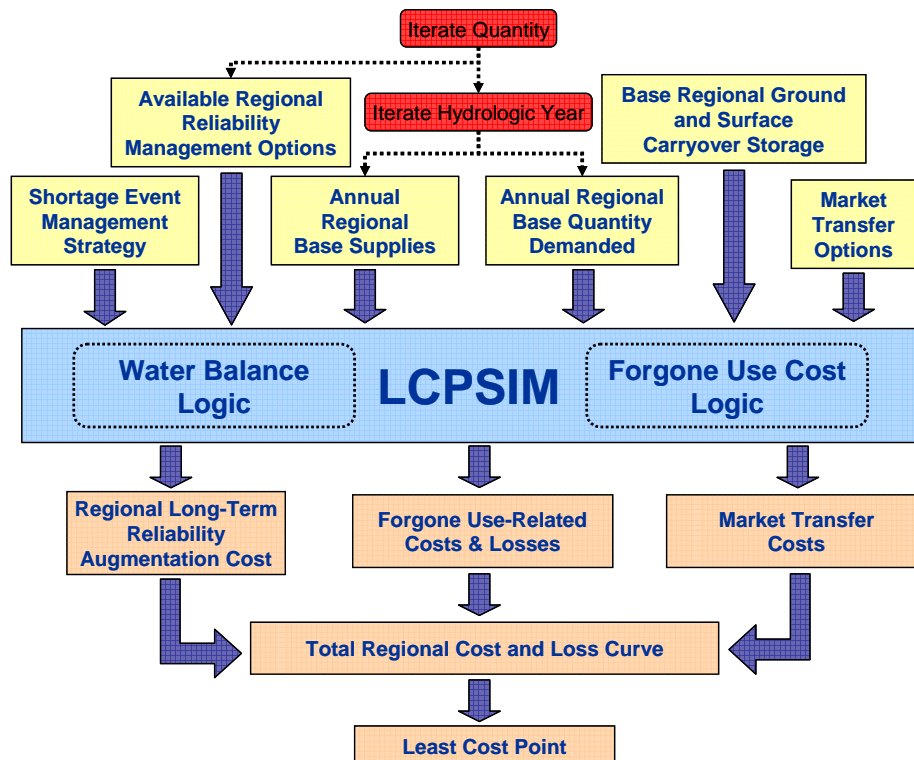 Iterate Quantity
Available Regional
Reliability
Management Options
Iterate Hydrologic Year
Base Regional Ground
and Surface
Carryover Storage
Shortage Event
Management
Strategy
Annual
Regional
Base Supplies
Annual Regional
Base Quantity
Demanded
Market
Transfer
Options
Water Balance
Logic
LCPSIM
Forgone Use Cost
Logic
Regional Long-Term
Reliability
Augmentation Cost
Forgone Use-Related
Costs & Losses
Market Transfer
Costs
Total Regional Cost and Loss Curve
Least Cost Point